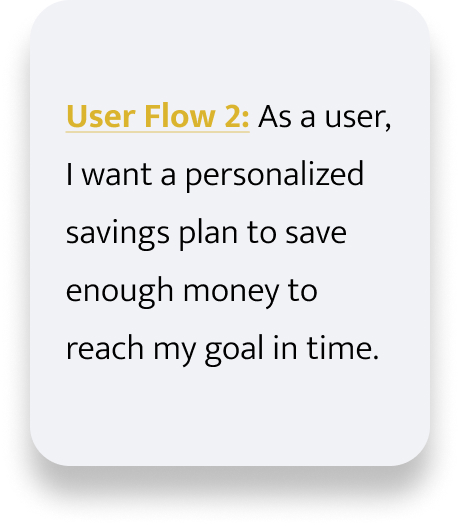 User Flow 2: As a user,
I want a personalized
savings plan to save
enough money to
reach my goal in time.